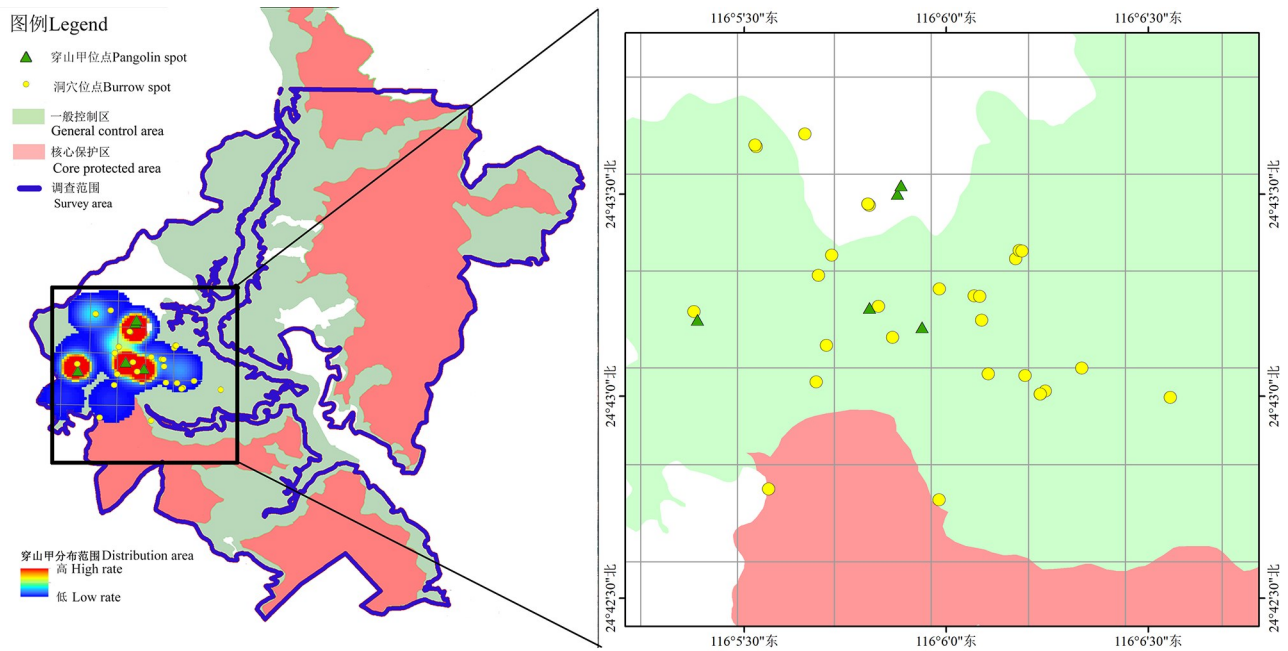 图例Legend
穿山甲位点Pangolin spot
洞穴位点Burrow spot
一般控制区
General control area
核心保护区
Core protected area
调查范围
Survey area
穿山甲分布范围Distribution area
高 High rate
低 Low rate
116°5'30"东
116°6'0"东
116°6'30"东
24°43'30"北
24°43'30"北
24°43'0"北
24°43'0"北
24°42'30"北
24°42'30"北
116°5'30"东
116°6'0"东
116°6'30"东